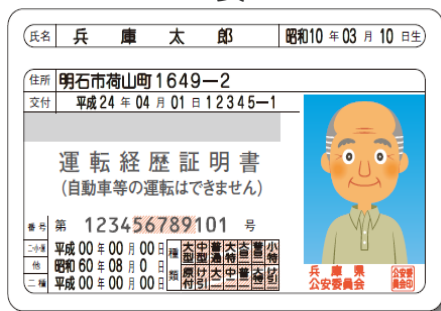 氏名 兵庫太郎 昭和10年03月10日生
住所 明石市荷山町1649-2
交付 平成24年04月01日12345-1
運転経歴証明書
(自動車等の運転はできません)
番号 第 123456789101 号
二・小・原 平成00年00月00日
他 昭和60年08月0日
二種 平成00年00月00日
種類 大型 中型 普通 大特 大自二 普自二 小特
原付 け引 大二 中二 普二 大特二 け引二
兵庫県
公安委員会
公安委員会印